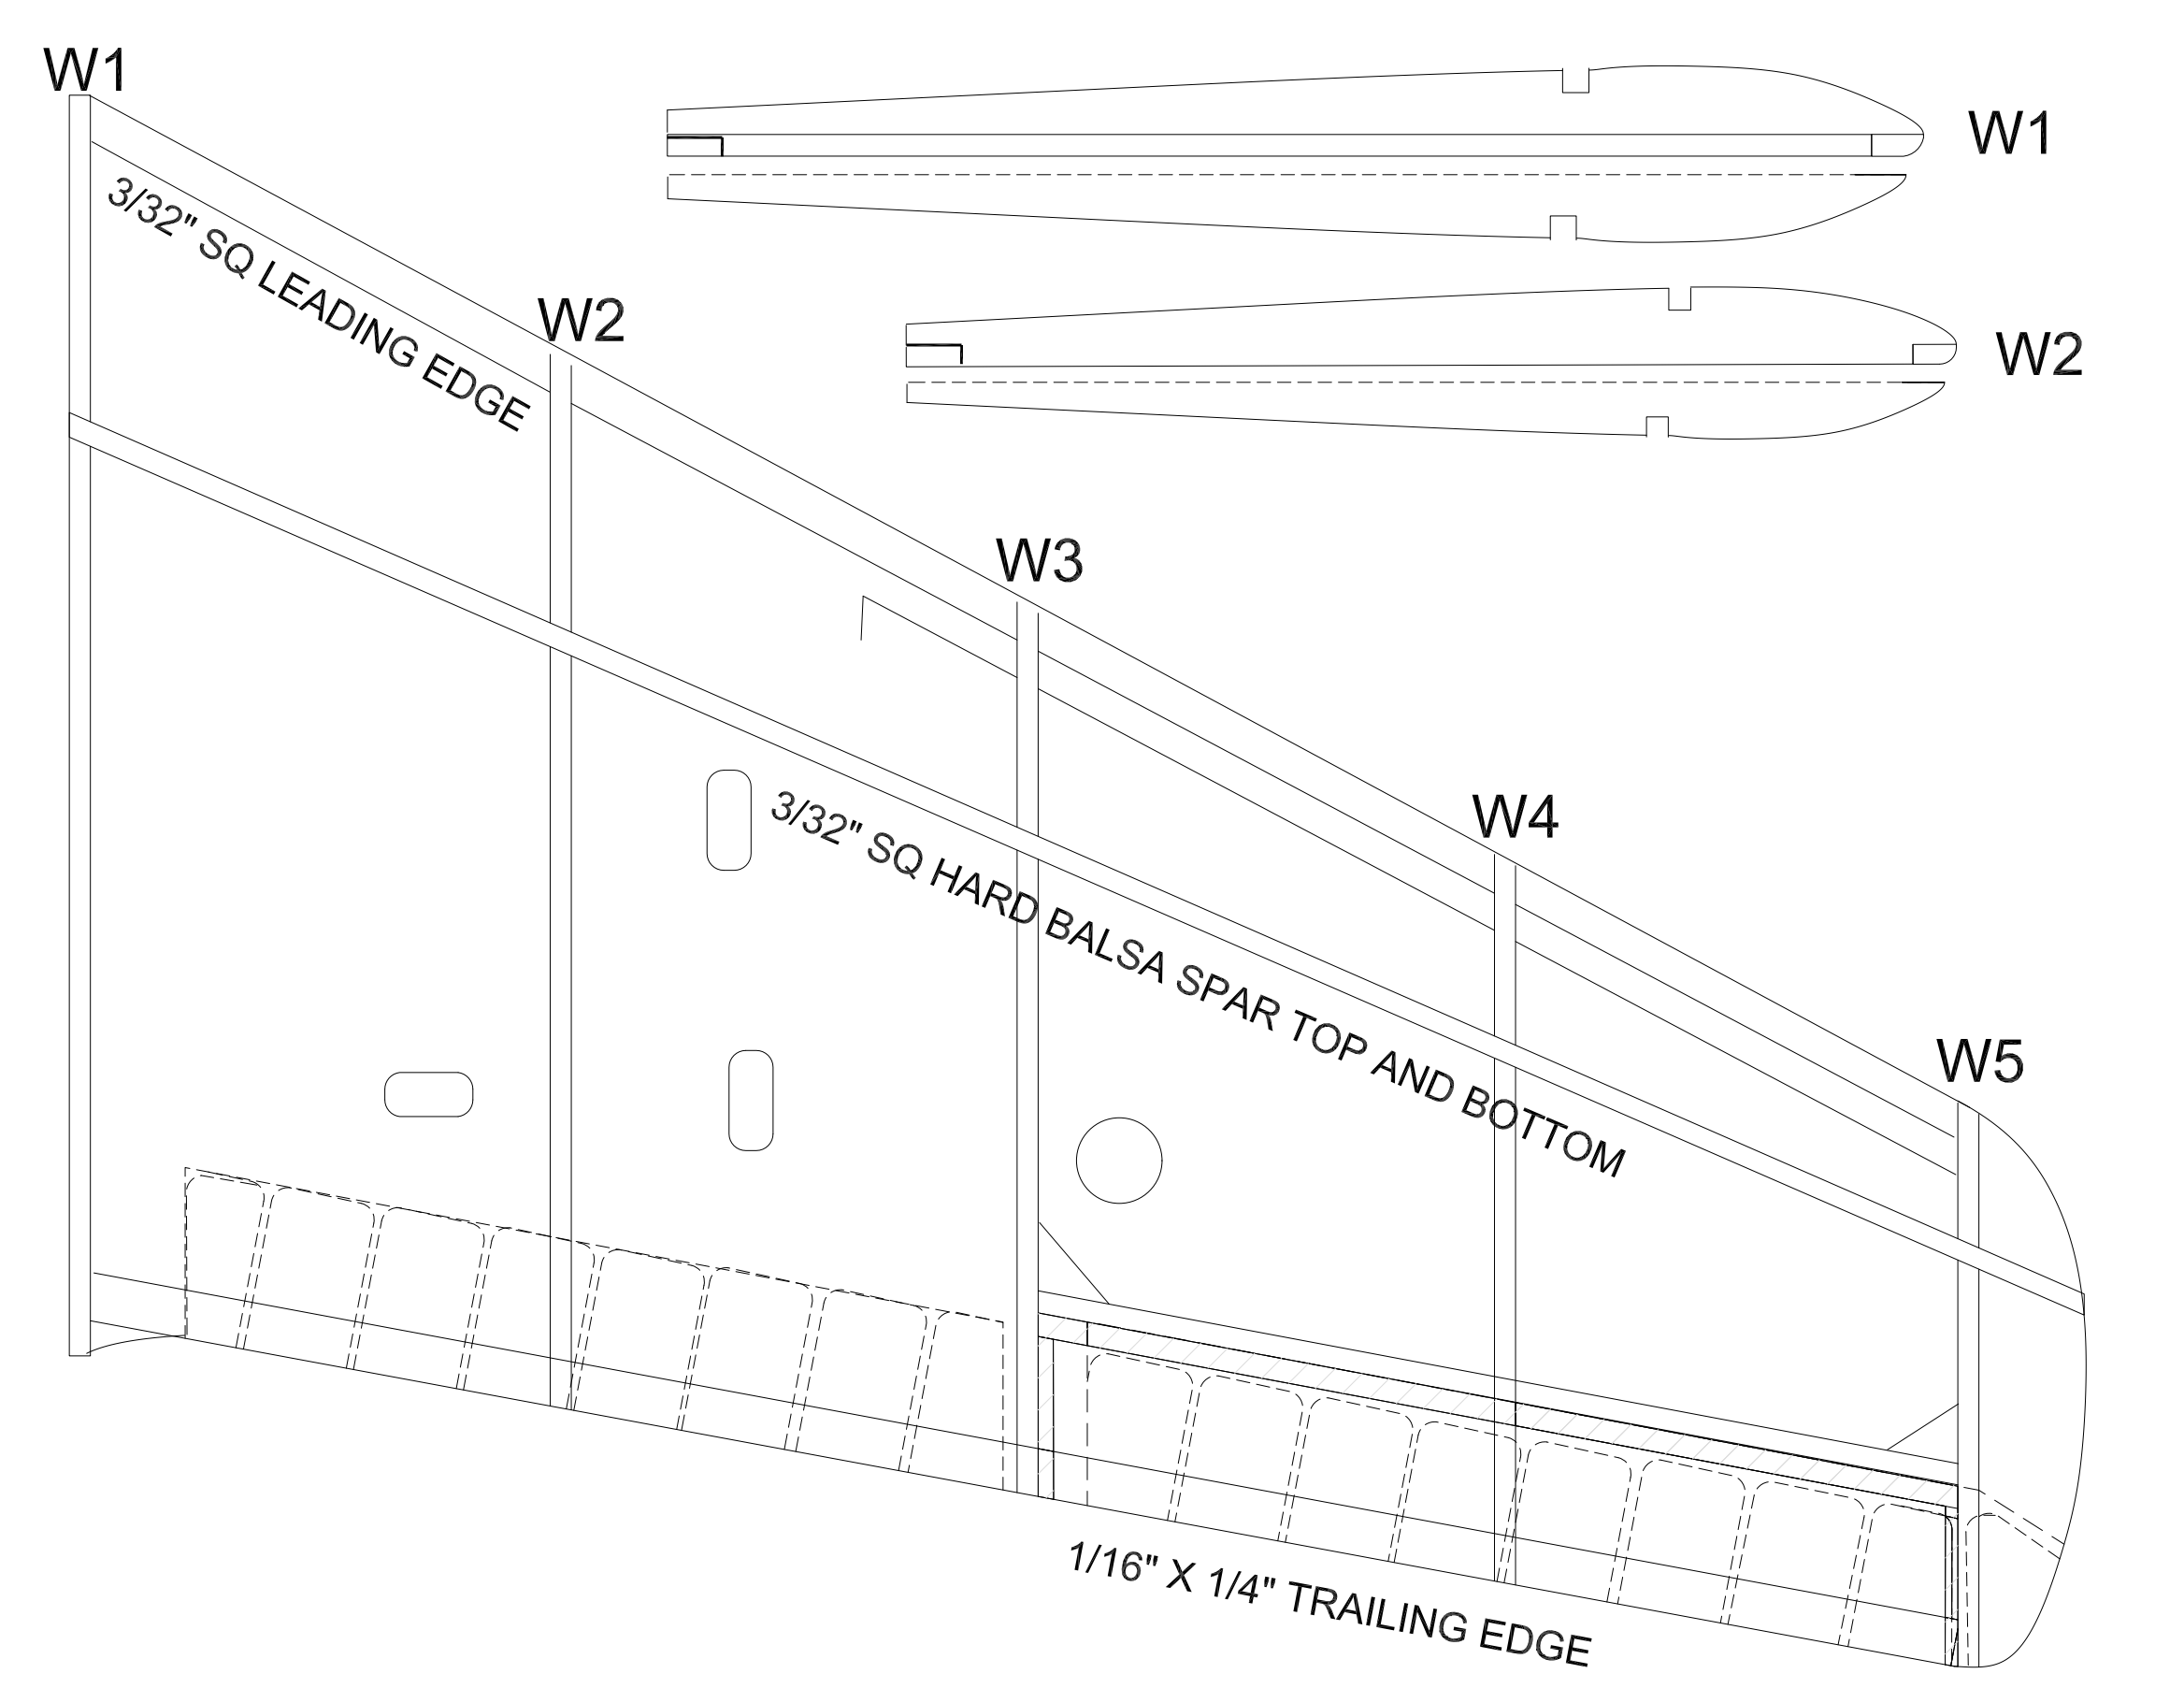 W1
W1
3/32" SQ LEADING EDGE
W2
W2
W3
3/32" SQ HARD BALSA SPAR TOP AND BOTTOM
W4
W5
1/16" X 1/4" TRAILING EDGE